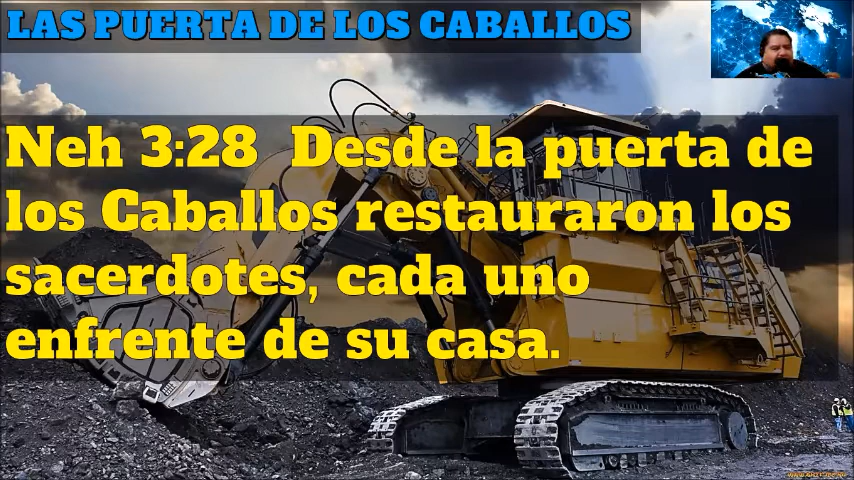 LAS PUERTA DE LOS CABALLOS
Neh 3:28  Desde la puerta de
los Caballos restauraron los
sacerdotes, cada uno
enfrente de su casa.